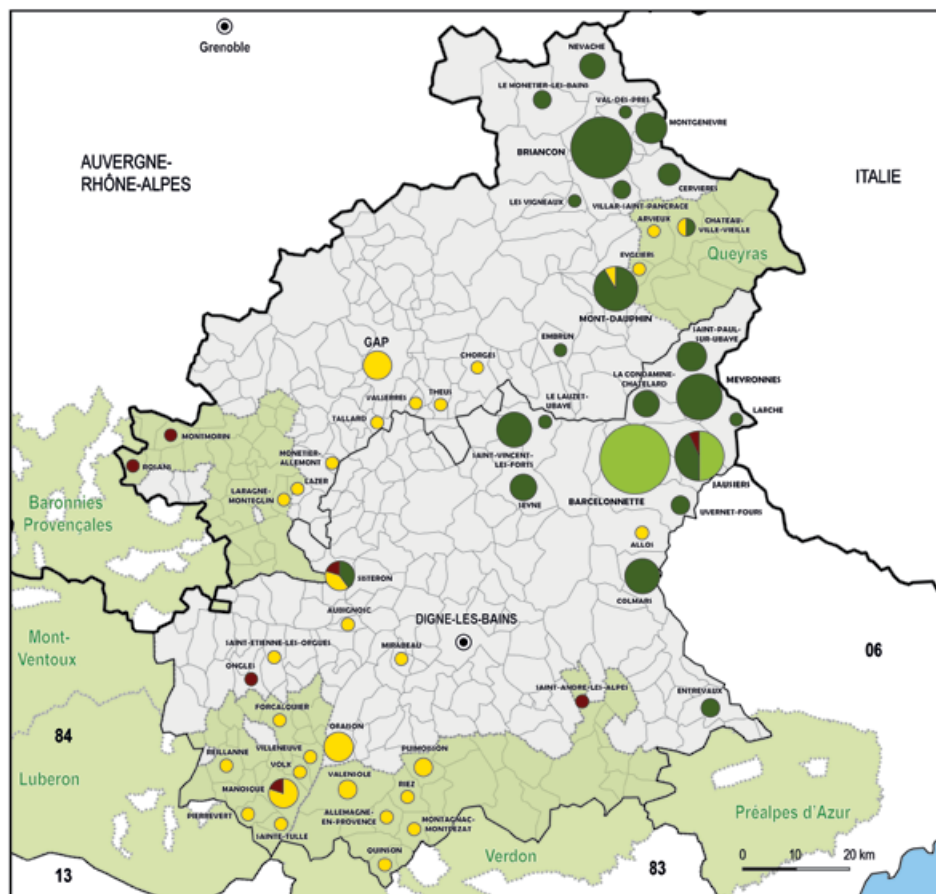 Grenoble
NEVACHE
LE MONETIER-LES-BAINS
VAL-DES-PRES
MONTGENEVRE
BRIANCON
AUVERGNE-
RHÔNE-ALPES
ITALIE
CERVIERES
LES VIGNEAUX
VILLAR-SAINT-PANCRACE
ARVIEUX
CHATEAU-
VILLE-VIEILLE
Queyras
EYGLIERS
MONT-DAUPHIN
SAINT-PAUL-
SUR-UBAYE
EMBRUN
GAP
CHORGES
LA CONDAMINE-
CHATELARD
MEYRONNES
VALSERRES
THEUS
LE LAUZET-
UBAYE
LARCHE
TALLARD
MONTMORIN
ROSANS
MONETIER-
ALLEMONT
SAINT-VINCENT-
LES-FORTS
LAZER
LARAGNE-
MONTEGLIN
BARCELONNETTE
JAUSIERS
Baronnies
Provençales
SEYNE
UVERNET-FOURS
ALLOS
SISTERON
COLMARS
AUBIGNOSC
DIGNE-LES-BAINS
Mont-
Ventoux
SAINT-ETIENNE-LES-ORGUES
MIRABEAU
06
ONGLES
SAINT-ANDRE-LES-ALPES
ENTREVAUX
FORCALQUIER
84
ORAISON
REILLANNE
VILLENEUVE
PUIMOISSON
VOLX
Luberon
MANOSQUE
VALENSOLE
RIEZ
PIERREVERT
ALLEMAGNE-
EN-PROVENCE
MONTAGNAC-
MONTPEZAT
Préalpes d'Azur
SAINTE-TULLE
QUINSON
Verdon
13
83
0 10 20 km